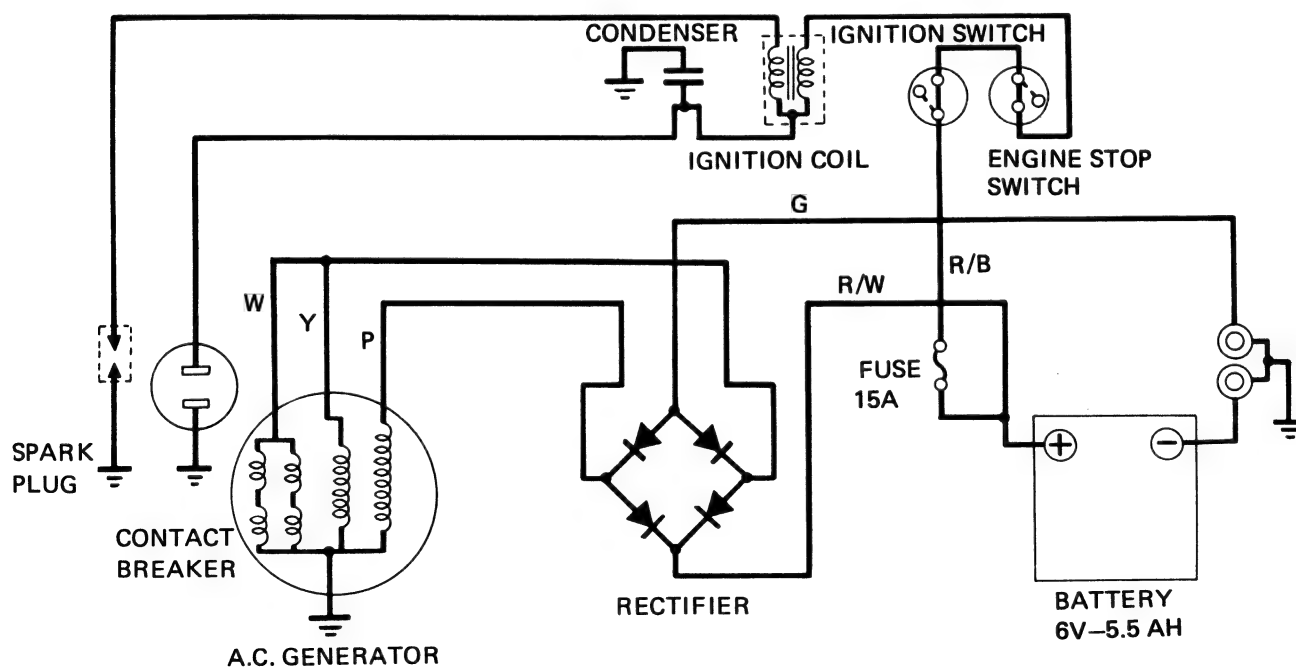 CONDENSER
IGNITION SWITCH
IGNITION COIL
ENGINE STOP
SWITCH
G
R/B
R/W
W
Y
P
FUSE
15A
+
−
SPARK
PLUG
CONTACT
BREAKER
RECTIFIER
BATTERY
6V–5.5 AH
A.C. GENERATOR